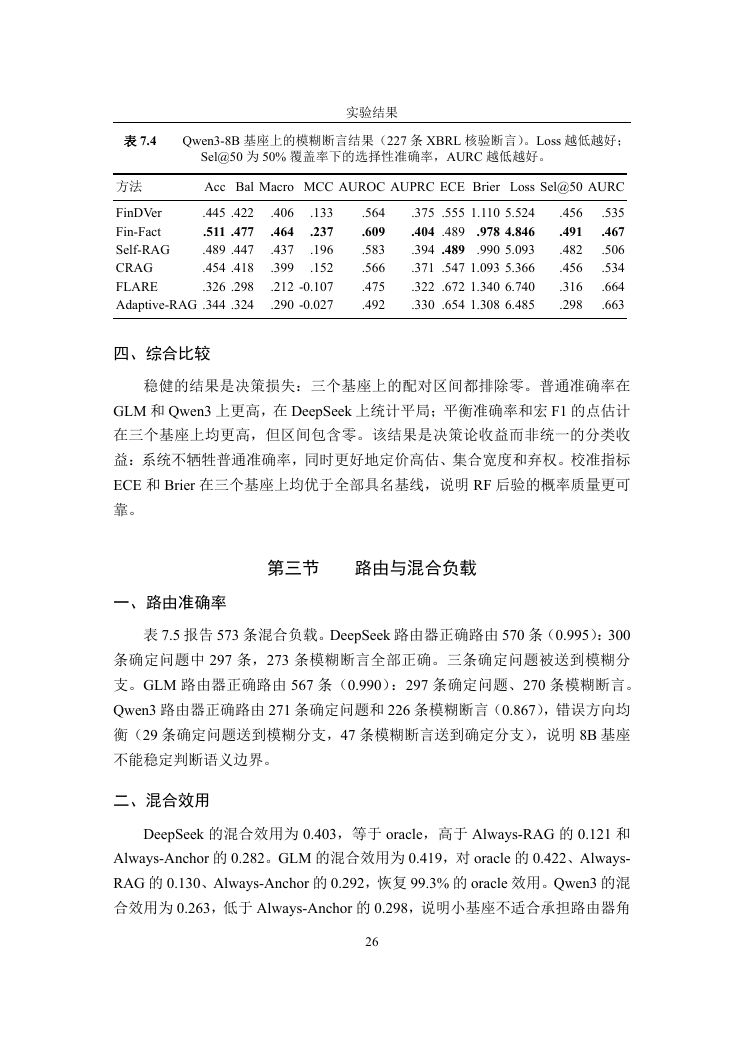 实验结果
表 7.4 Qwen3-8B 基座上的模糊断言结果（227 条 XBRL 核验断言）。Loss 越低越好；
Sel@50 为 50% 覆盖率下的选择性准确率，AURC 越低越好。
方法 Acc Bal Macro MCC AUROC AUPRC ECE Brier Loss Sel@50 AURC
FinDVer .445 .422 .406 .133 .564 .375 .555 1.110 5.524 .456 .535
Fin-Fact .511 .477 .464 .237 .609 .404 .489 .978 4.846 .491 .467
Self-RAG .489 .447 .437 .196 .583 .394 .489 .990 5.093 .482 .506
CRAG .454 .418 .399 .152 .566 .371 .547 1.093 5.366 .456 .534
FLARE .326 .298 .212 -0.107 .475 .322 .672 1.340 6.740 .316 .664
Adaptive-RAG .344 .324 .290 -0.027 .492 .330 .654 1.308 6.485 .298 .663
四、综合比较
稳健的结果是决策损失：三个基座上的配对区间都排除零。普通准确率在
GLM 和 Qwen3 上更高，在 DeepSeek 上统计平局；平衡准确率和宏 F1 的点估计
在三个基座上均更高，但区间包含零。该结果是决策论收益而非统一的分类收
益：系统不牺牲普通准确率，同时更好地定价高估、集合宽度和弃权。校准指标
ECE 和 Brier 在三个基座上均优于全部具名基线，说明 RF 后验的概率质量更可
靠。
第三节 路由与混合负载
一、路由准确率
表 7.5 报告 573 条混合负载。DeepSeek 路由器正确路由 570 条（0.995）：300
条确定问题中 297 条，273 条模糊断言全部正确。三条确定问题被送到模糊分
支。GLM 路由器正确路由 567 条（0.990）：297 条确定问题、270 条模糊断言。
Qwen3 路由器正确路由 271 条确定问题和 226 条模糊断言（0.867），错误方向均
衡（29 条确定问题送到模糊分支，47 条模糊断言送到确定分支），说明 8B 基座
不能稳定判断语义边界。
二、混合效用
DeepSeek 的混合效用为 0.403，等于 oracle，高于 Always-RAG 的 0.121 和
Always-Anchor 的 0.282。GLM 的混合效用为 0.419，对 oracle 的 0.422、Always-
RAG 的 0.130、Always-Anchor 的 0.292，恢复 99.3% 的 oracle 效用。Qwen3 的混
合效用为 0.263，低于 Always-Anchor 的 0.298，说明小基座不适合承担路由器角
26